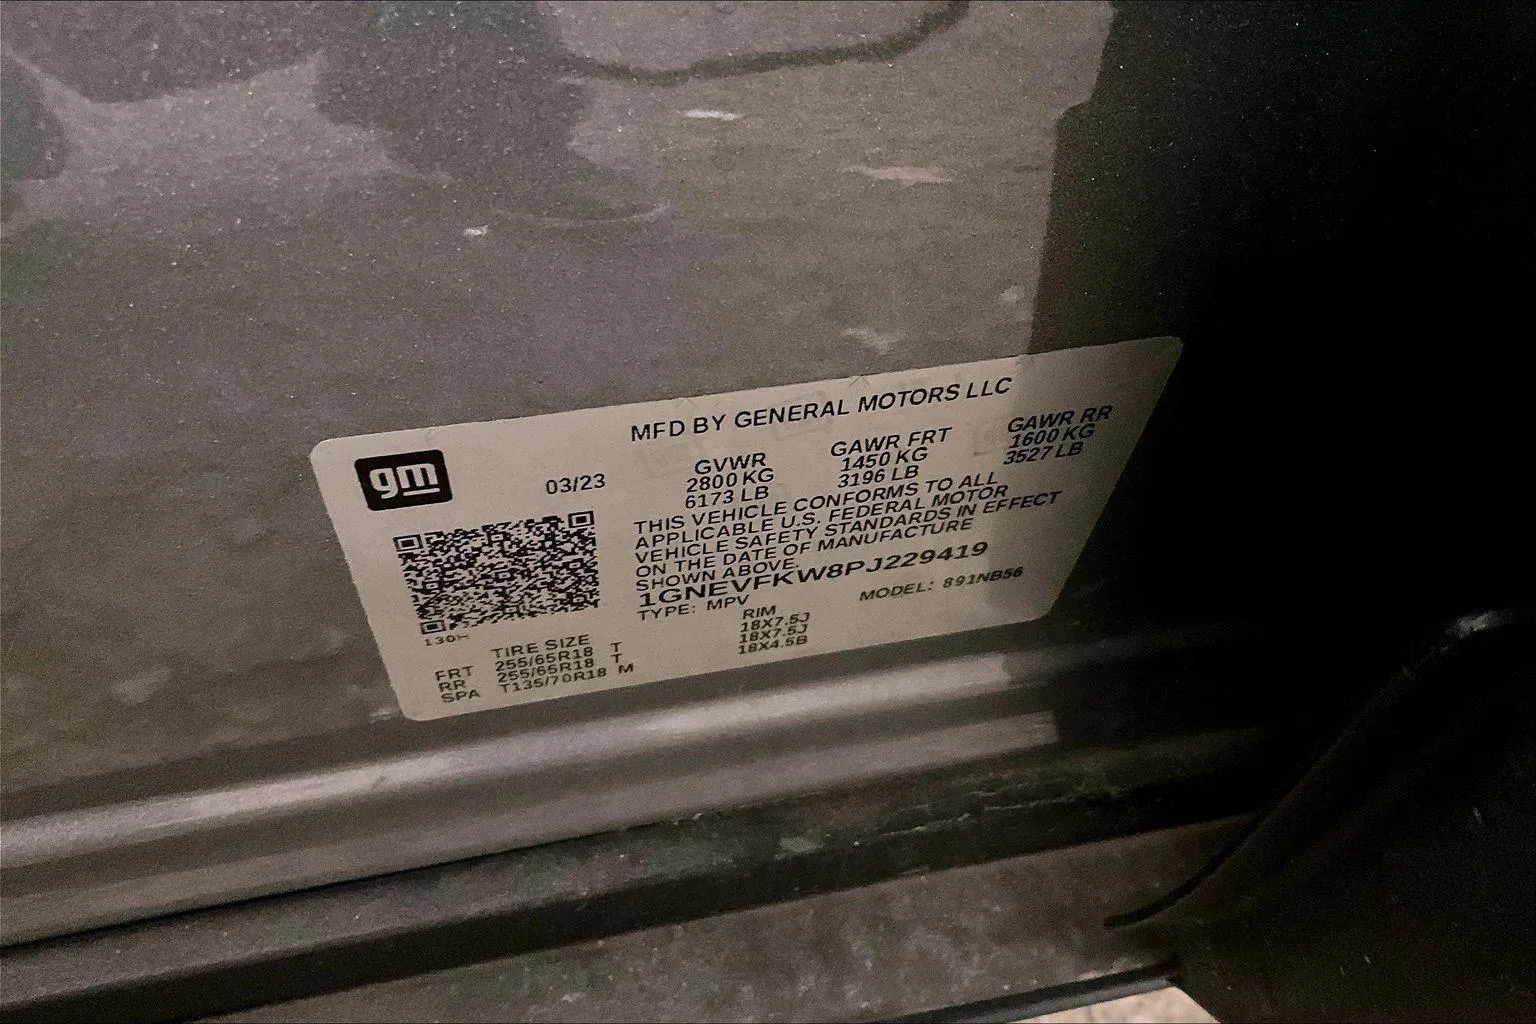 MFD BY GENERAL MOTORS LLC
gm
03/23
GVWR GAWR FRT GAWR RR
2800 KG 1450 KG 1600 KG
6173 LB 3196 LB 3527 LB
THIS VEHICLE CONFORMS TO ALL
APPLICABLE U.S. FEDERAL MOTOR
VEHICLE SAFETY STANDARDS IN EFFECT
ON THE DATE OF MANUFACTURE
SHOWN ABOVE.
1GNEVFKW8PJ229419
TYPE: MPV MODEL: 891NB56
130H
TIRE SIZE RIM
FRT 255/65R18 T 18X7.5J
RR 255/65R18 T 18X7.5J
SPA T135/70R18 M 18X4.5B